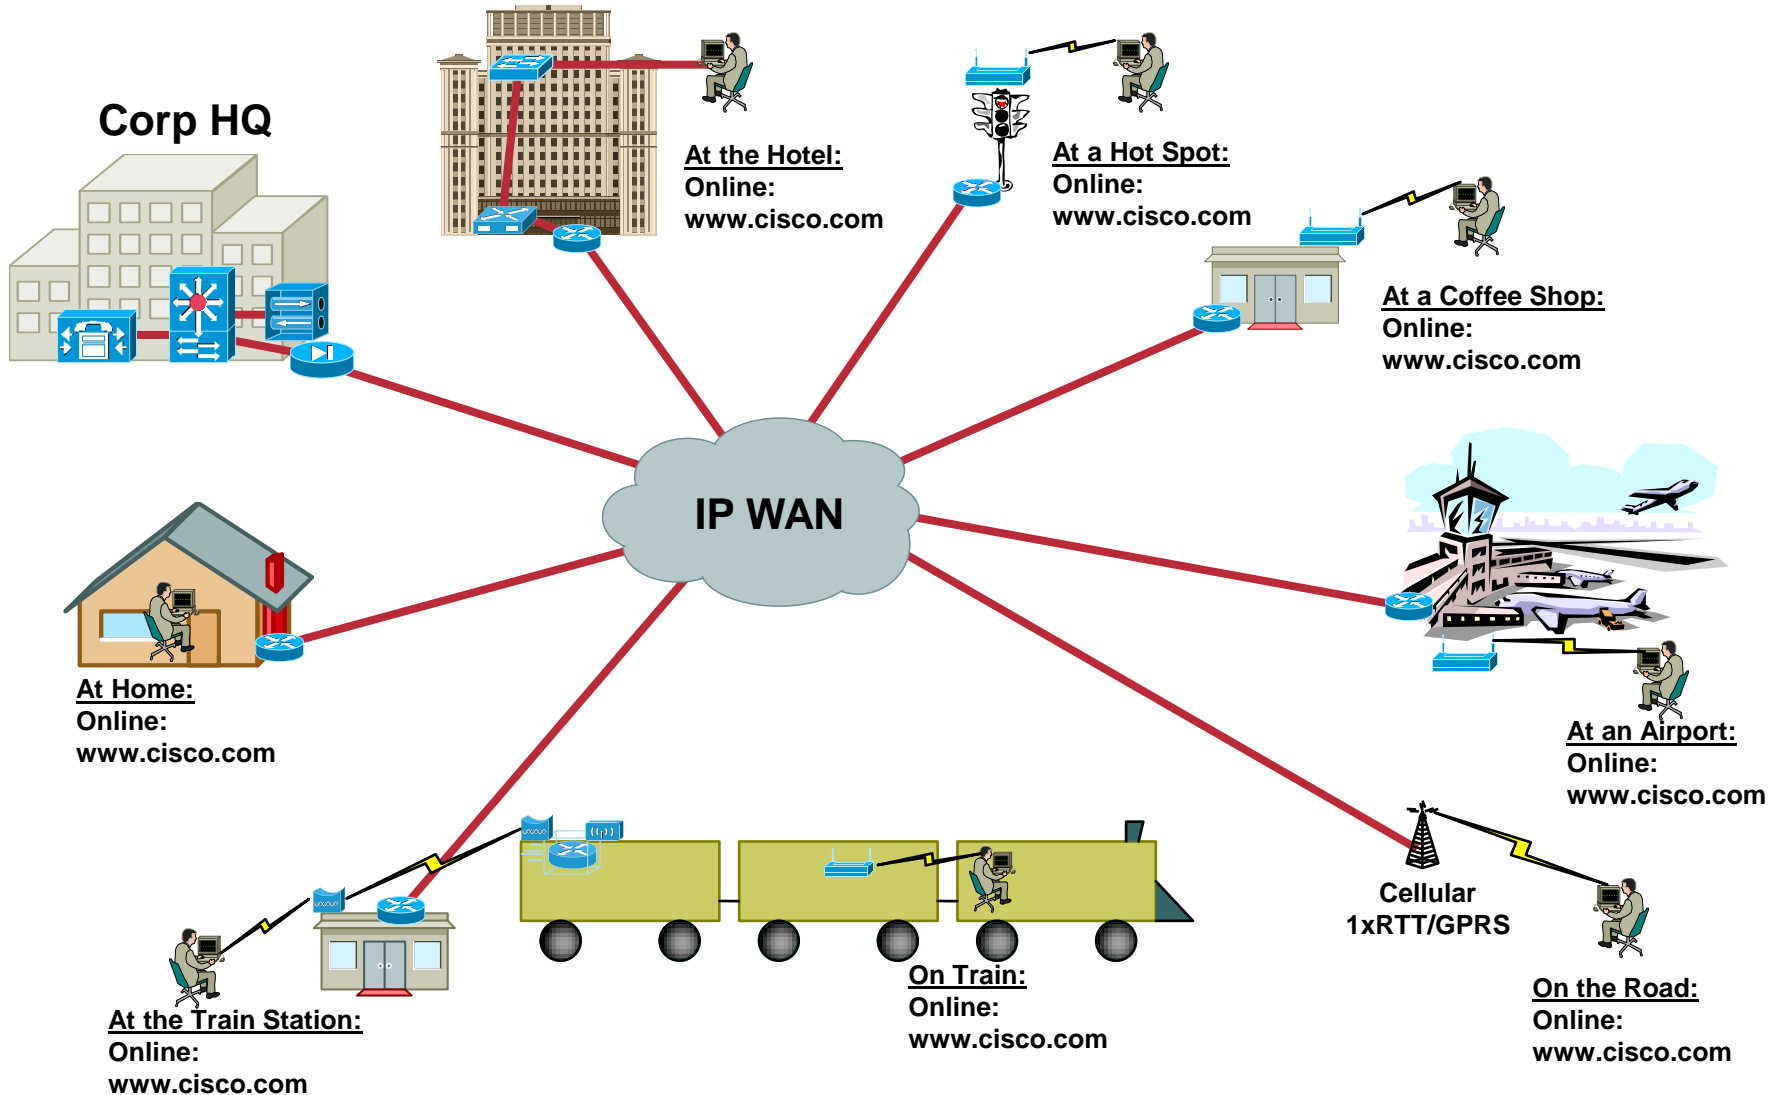 Corp HQ
At the Hotel:
Online:
www.cisco.com
At a Hot Spot:
Online:
www.cisco.com
At a Coffee Shop:
Online:
www.cisco.com
IP WAN
At Home:
Online:
www.cisco.com
At an Airport:
Online:
www.cisco.com
Cellular
1xRTT/GPRS
On Train:
Online:
www.cisco.com
On the Road:
Online:
www.cisco.com
At the Train Station:
Online:
www.cisco.com